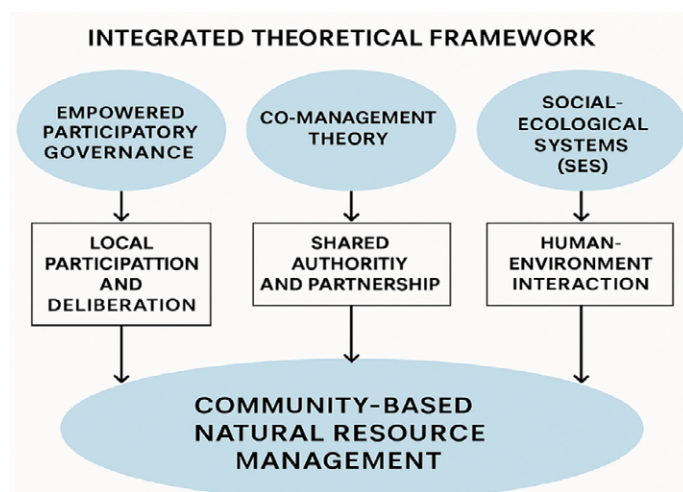 INTEGRATED THEORETICAL FRAMEWORK
EMPOWERED
PARTICIPATORY
GOVERNANCE
CO-MANAGEMENT
THEORY
SOCIAL-
ECOLOGICAL
SYSTEMS
(SES)
LOCAL
PARTICIPATTION
AND
DELIBERATION
SHARED
AUTHORITIY
AND PARTNERSHIP
HUMAN-
ENVIRONMENT
INTERACTION
COMMUNITY-BASED
NATURAL RESOURCE
MANAGEMENT